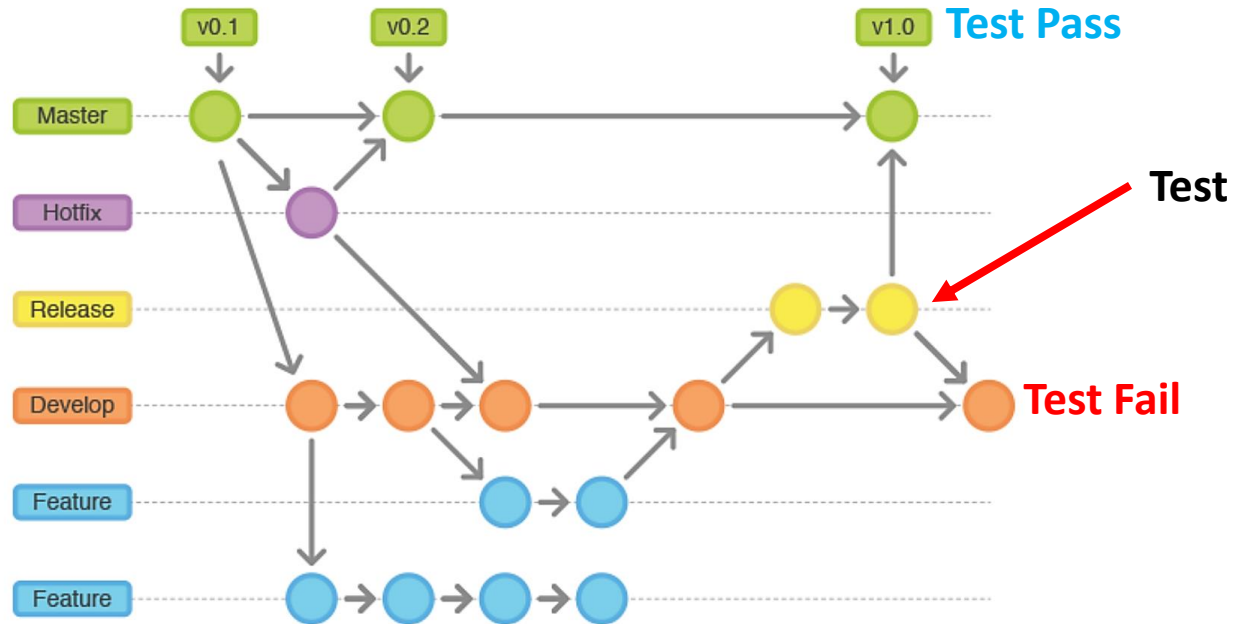 v0.1
v0.2
v1.0
Test Pass
Master
Hotfix
Test
Release
Develop
Test Fail
Feature
Feature